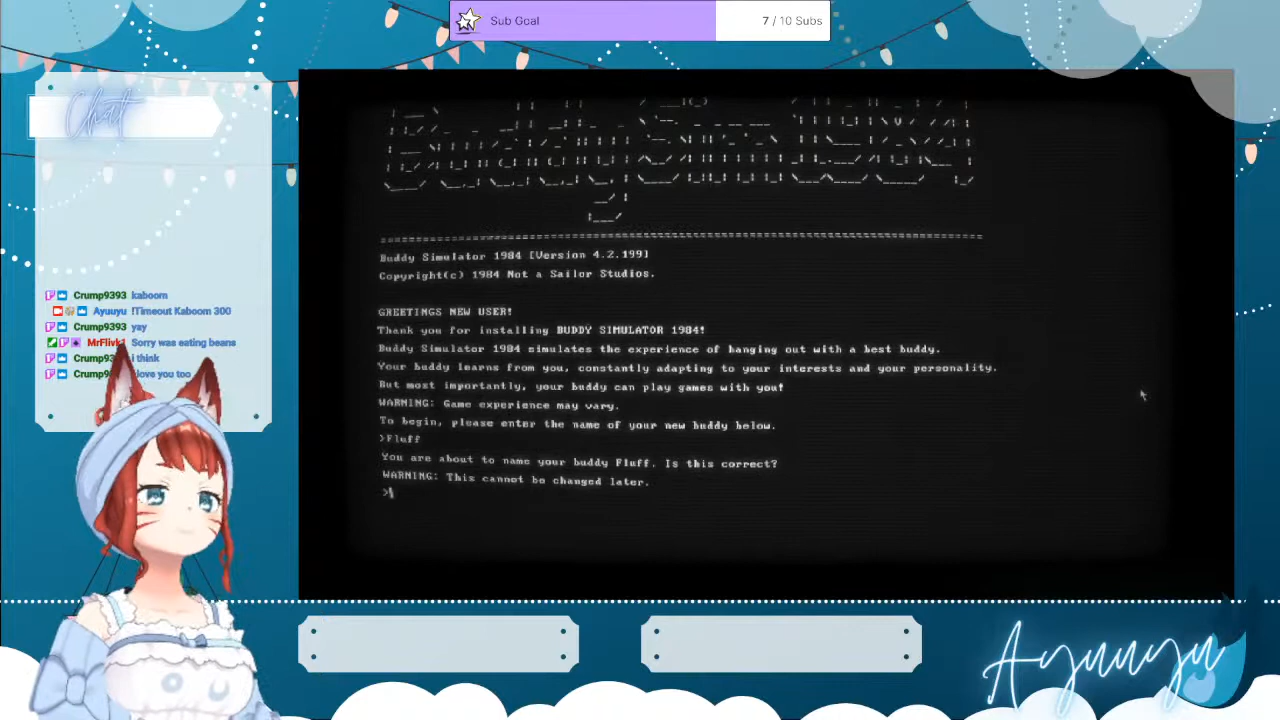 Sub Goal
7 / 10 Subs
Chat
Crump9393 kaboom
Ayuuyu !Timeout Kaboom 300
Crump9393 yay
MrFlivk Sorry was eating beans
Crump93 i think
Crump9 love you too
BuddySim1984
Buddy Simulator 1984 [Version 4.2.199]
Copyright(c) 1984 Not a Sailor Studios.
GREETINGS NEW USER!
Thank you for installing BUDDY SIMULATOR 1984!
Buddy Simulator 1984 simulates the experience of hanging out with a best buddy.
Your buddy learns from you, constantly adapting to your interests and your personality.
But most importantly, your buddy can play games with you!
WARNING: Game experience may vary.
To begin, please enter the name of your new buddy below.
>Fluff
You are about to name your buddy Fluff. Is this correct?
WARNING: This cannot be changed later.
>
Ayuuyu